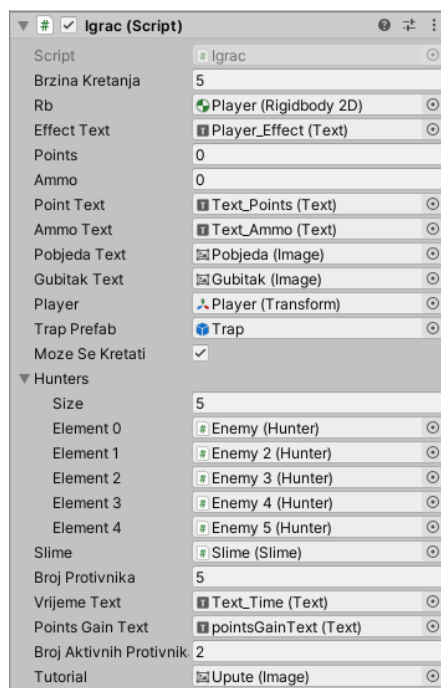 Igrac (Script)
Script Igrac
Brzina Kretanja 5
Rb Player (Rigidbody 2D)
Effect Text Player_Effect (Text)
Points 0
Ammo 0
Point Text Text_Points (Text)
Ammo Text Text_Ammo (Text)
Pobjeda Text Pobjeda (Image)
Gubitak Text Gubitak (Image)
Player Player (Transform)
Trap Prefab Trap
Moze Se Kretati
Hunters
Size 5
Element 0 Enemy (Hunter)
Element 1 Enemy 2 (Hunter)
Element 2 Enemy 3 (Hunter)
Element 3 Enemy 4 (Hunter)
Element 4 Enemy 5 (Hunter)
Slime Slime (Slime)
Broj Protivnika 5
Vrijeme Text Text_Time (Text)
Points Gain Text pointsGainText (Text)
Broj Aktivnih Protivnik 2
Tutorial Upute (Image)